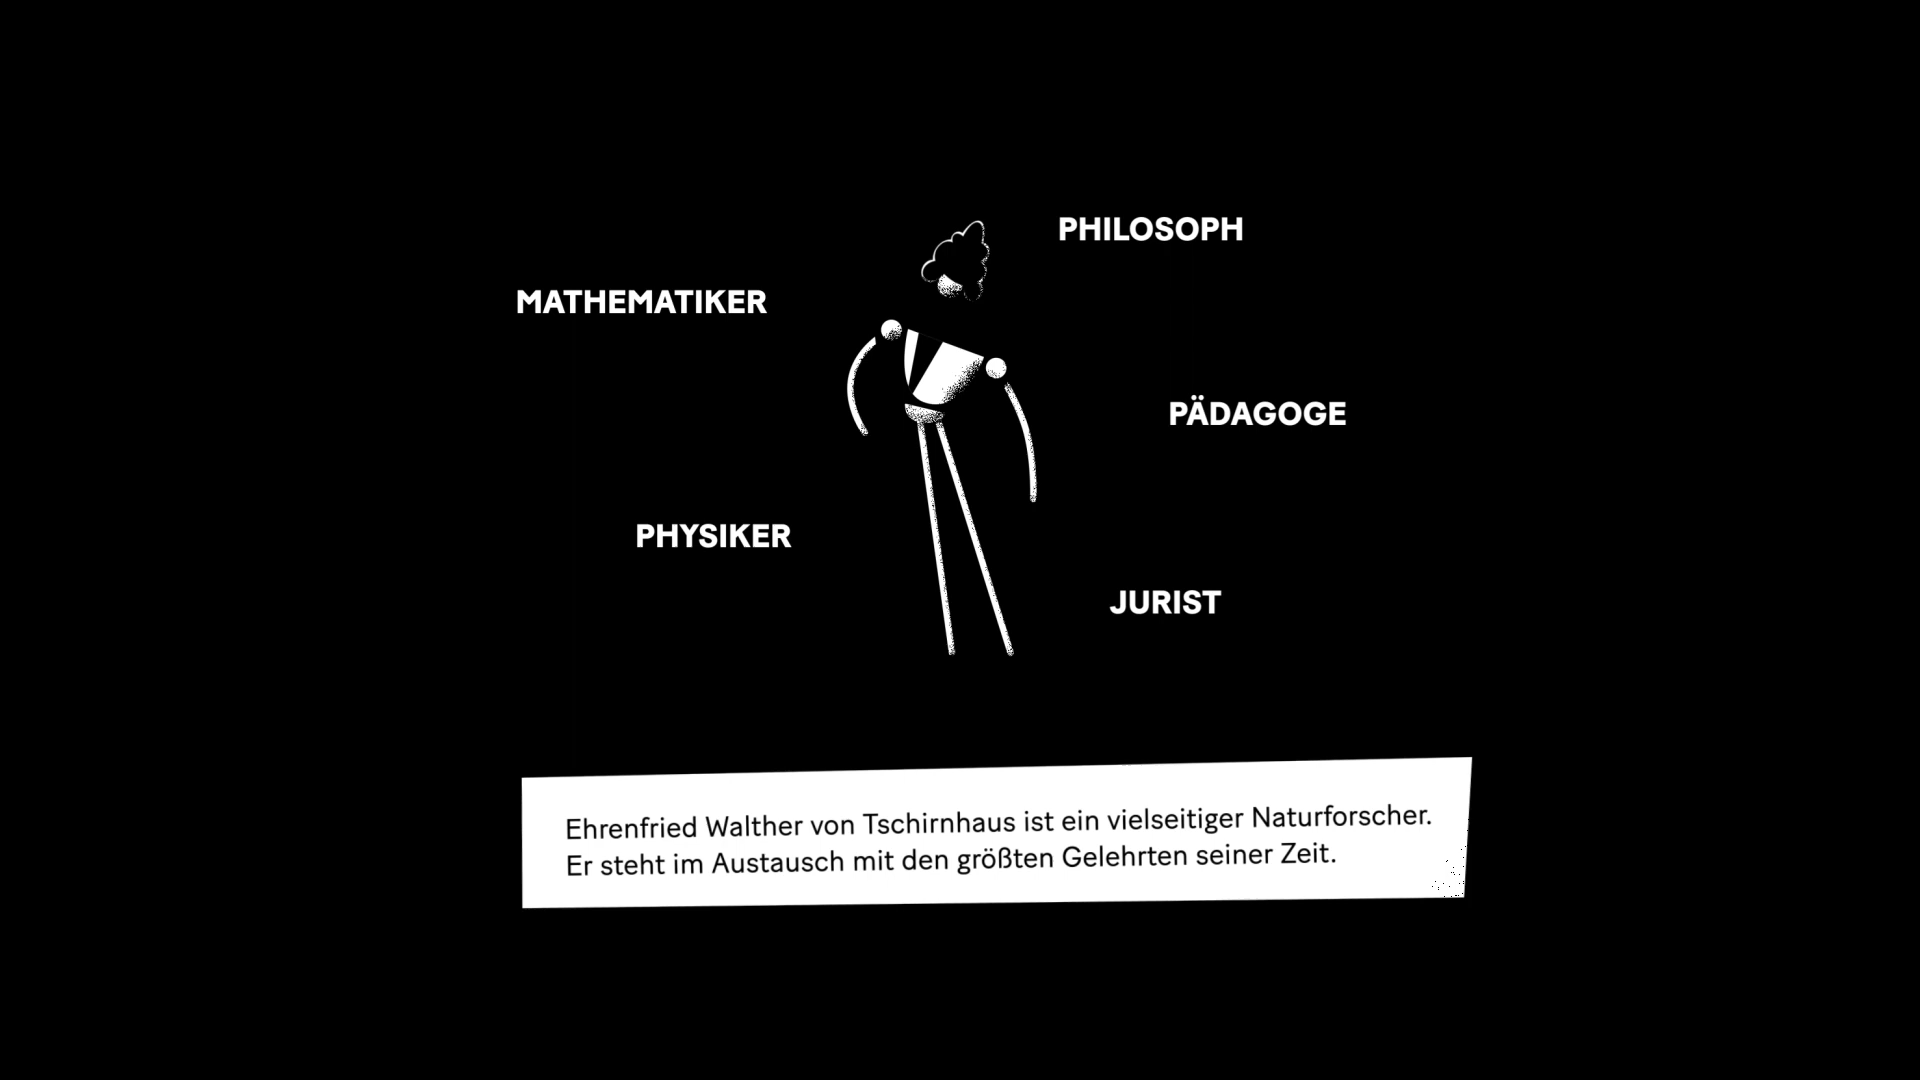 PHILOSOPH
MATHEMATIKER
PÄDAGOGE
PHYSIKER
JURIST
Ehrenfried Walther von Tschirnhaus ist ein vielseitiger Naturforscher.
Er steht im Austausch mit den größten Gelehrten seiner Zeit.